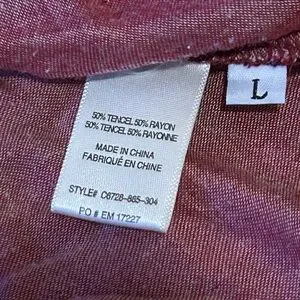 50% TENCEL 50% RAYON
50% TENCEL 50% RAYONNE
MADE IN CHINA
FABRIQUÉ EN CHINE
STYLE# C6728-865-304
PO # EM 17227
L